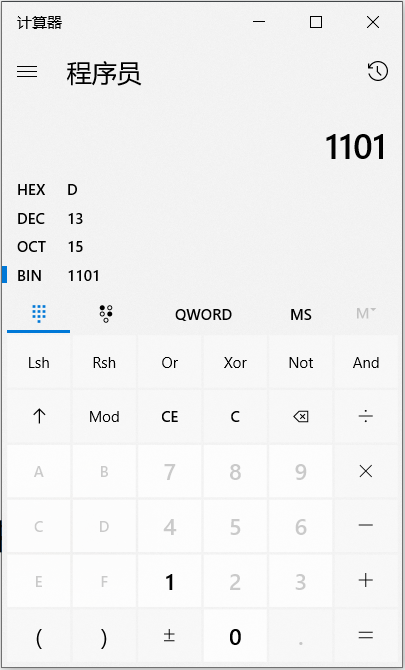 计算器
程序员
1101
HEX D
DEC 13
OCT 15
BIN 1101
QWORD MS M
Lsh Rsh Or Xor Not And
↑ Mod CE C ÷
A B 7 8 9 ×
C D 4 5 6 −
E F 1 2 3 +
( ) ± 0 . =